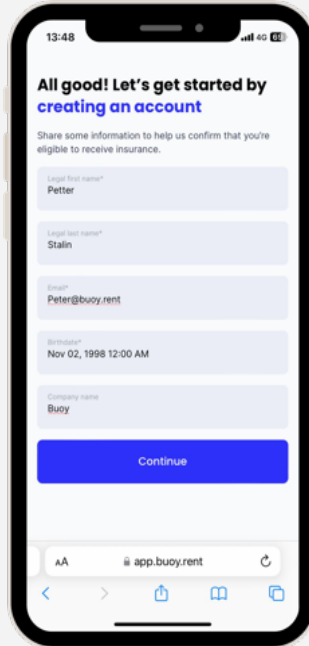 13:48
4G 65
All good! Let's get started by
creating an account
Share some information to help us confirm that you're
eligible to receive insurance.
Legal first name*
Petter
Legal last name*
Stalin
Email*
Peter@buoy.rent
Birthdate*
Nov 02, 1998 12:00 AM
Company name
Buoy
Continue
AA
app.buoy.rent